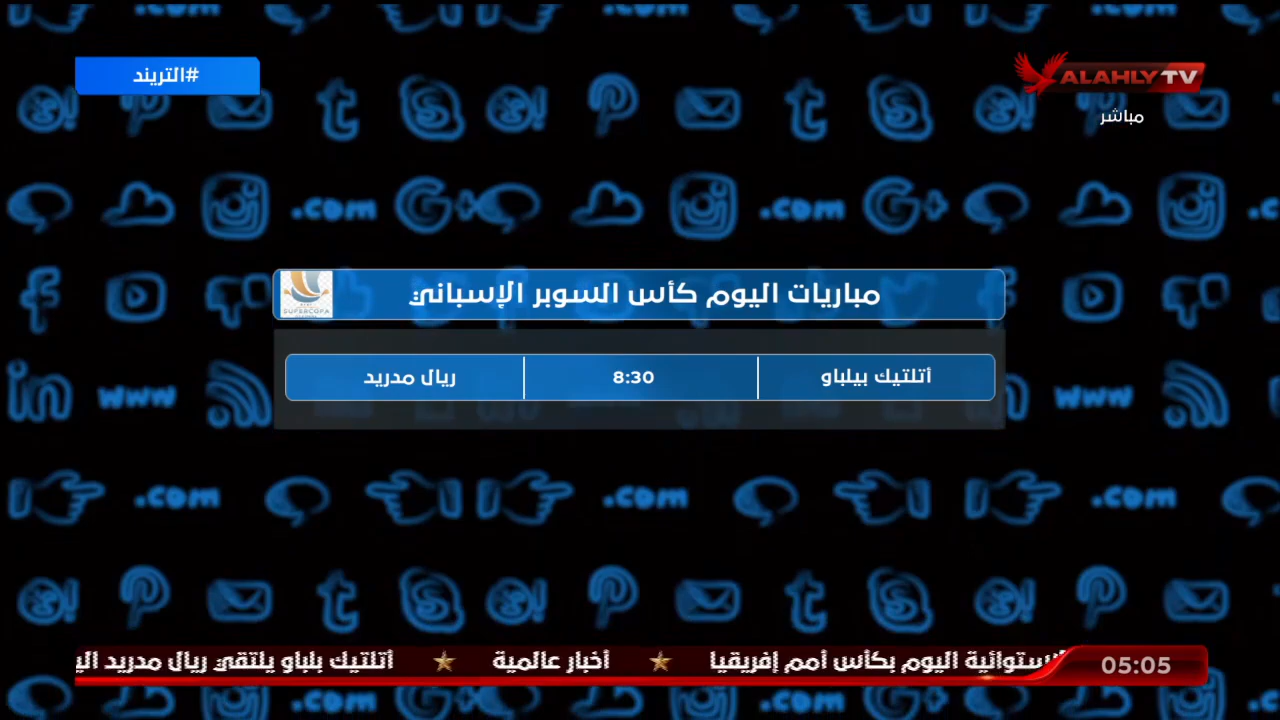 #التريند
ALAHLY TV
مباشر
مباريات اليوم كأس السوبر الإسباني
SUPERCOPA
أتلتيك بيلباو
8:30
ريال مدريد
05:05
اليوم بكأس أمم إفريقيا ★ أخبار عالمية ★ أتلتيك بلباو يلتقي ريال مدريد